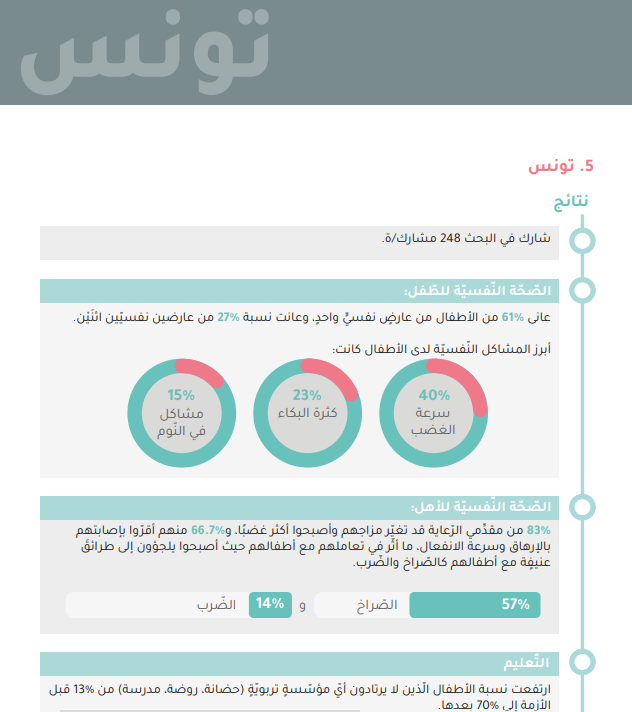 تونس
5. تونس
نتائج
شارك في البحث 248 مشارك/ة.
الصّحّة النّفسيّة للطّفل:
عانى 61% من الأطفال من عارضٍ نفسيٍّ واحدٍ، وعانت نسبة 27% من عارضين نفسيّين اثنَيْن.
أبرز المشاكل النّفسيّة لدى الأطفال كانت:
40%
سرعة
الغضب
23%
كثرة البكاء
15%
مشاكل
في النّوم
الصّحّة النّفسيّة للأهل:
83% من مقدِّمي الرّعاية قد تغيّر مزاجهم وأصبحوا أكثر غضبًا، و66.7% منهم أقرّوا بإصابتهم
بالإرهاق وسرعة الانفعال، ما أثّر في تعاملهم مع أطفالهم حيث أصبحوا يلجؤون إلى طرائقَ
عنيفةٍ مع أطفالهم كالصّراخ والضّرب.
57% الصّراخ و 14% الضّرب
التّعليم
ارتفعت نسبة الأطفال الّذين لا يرتادون أيّ مؤسّسةٍ تربويّةٍ (حضانة، روضة، مدرسة) من 13% قبل
الأزمة إلى 70% بعدها.